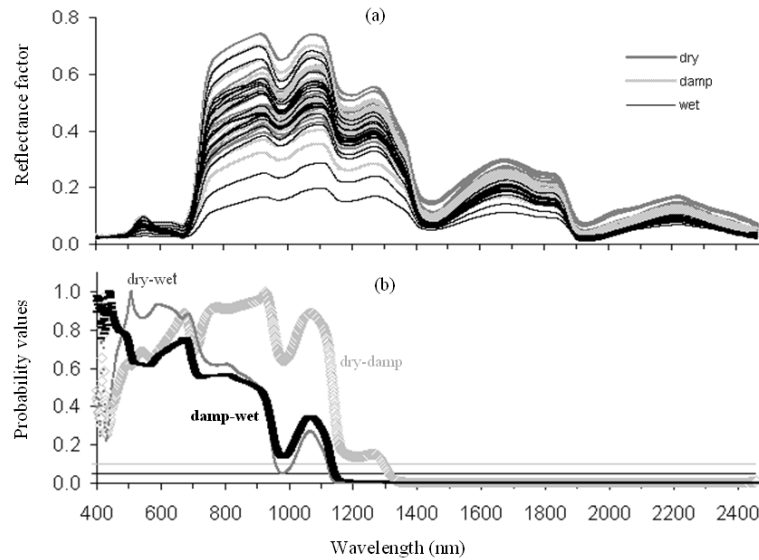 (a)
Reflectance factor
0.8
0.6
0.4
0.2
0.0
dry
damp
wet
(b)
Probability values
1.0
0.8
0.6
0.4
0.2
0.0
dry-wet
dry-damp
damp-wet
400 600 800 1000 1200 1400 1600 1800 2000 2200 2400
Wavelength (nm)